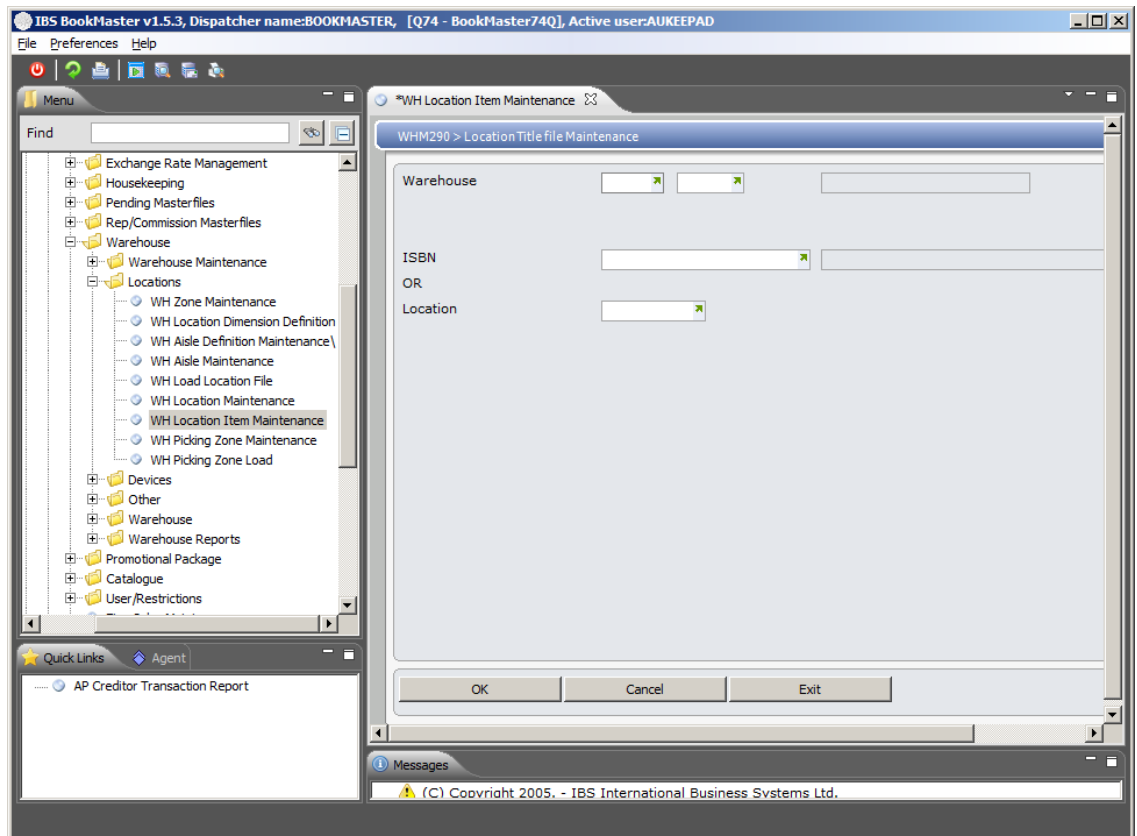 IBS BookMaster v1.5.3, Dispatcher name:BOOKMASTER, [Q74 - BookMaster74Q], Active user:AUKEEPAD
File Preferences Help
Menu
Find
Exchange Rate Management
Housekeeping
Pending Masterfiles
Rep/Commission Masterfiles
Warehouse
Warehouse Maintenance
Locations
WH Zone Maintenance
WH Location Dimension Definition
WH Aisle Definition Maintenance\
WH Aisle Maintenance
WH Load Location File
WH Location Maintenance
WH Location Item Maintenance
WH Picking Zone Maintenance
WH Picking Zone Load
Devices
Other
Warehouse
Warehouse Reports
Promotional Package
Catalogue
User/Restrictions
Quick Links Agent
AP Creditor Transaction Report
*WH Location Item Maintenance
WHM290 > Location Title file Maintenance
Warehouse
ISBN
OR
Location
OK Cancel Exit
Messages
(C) Copyright 2005. - IBS International Business Systems Ltd.